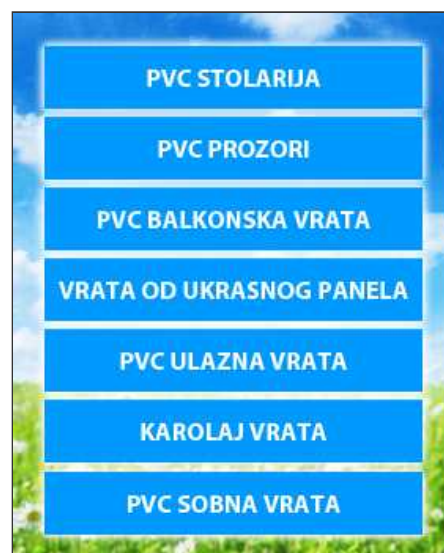 PVC STOLARIJA
PVC PROZORI
PVC BALKONSKA VRATA
VRATA OD UKRASNOG PANELA
PVC ULAZNA VRATA
KAROLAJ VRATA
PVC SOBNA VRATA